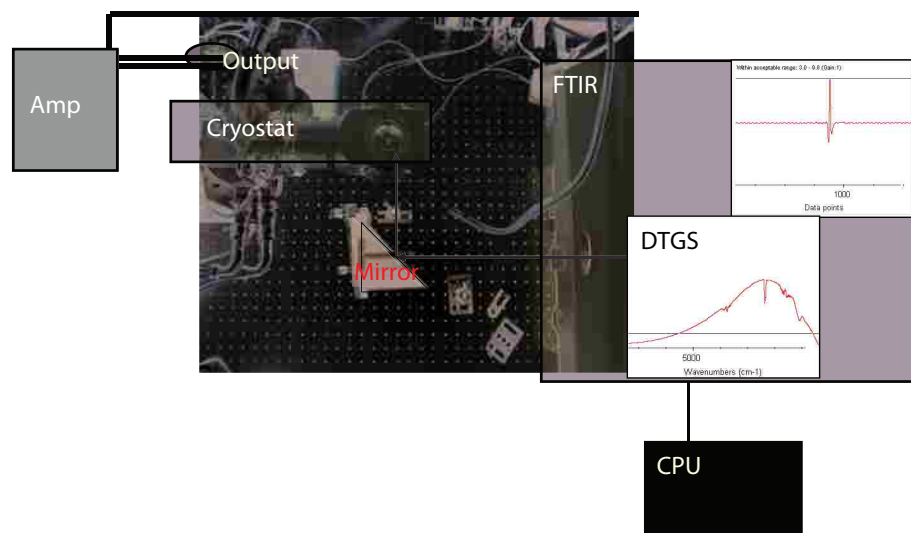 Output
Amp
FTIR
Cryostat
Within acceptable range: 3.0 - 9.8 (Gain:1)
1000
Data points
DTGS
Mirror
5000
Wavenumbers (cm-1)
CPU